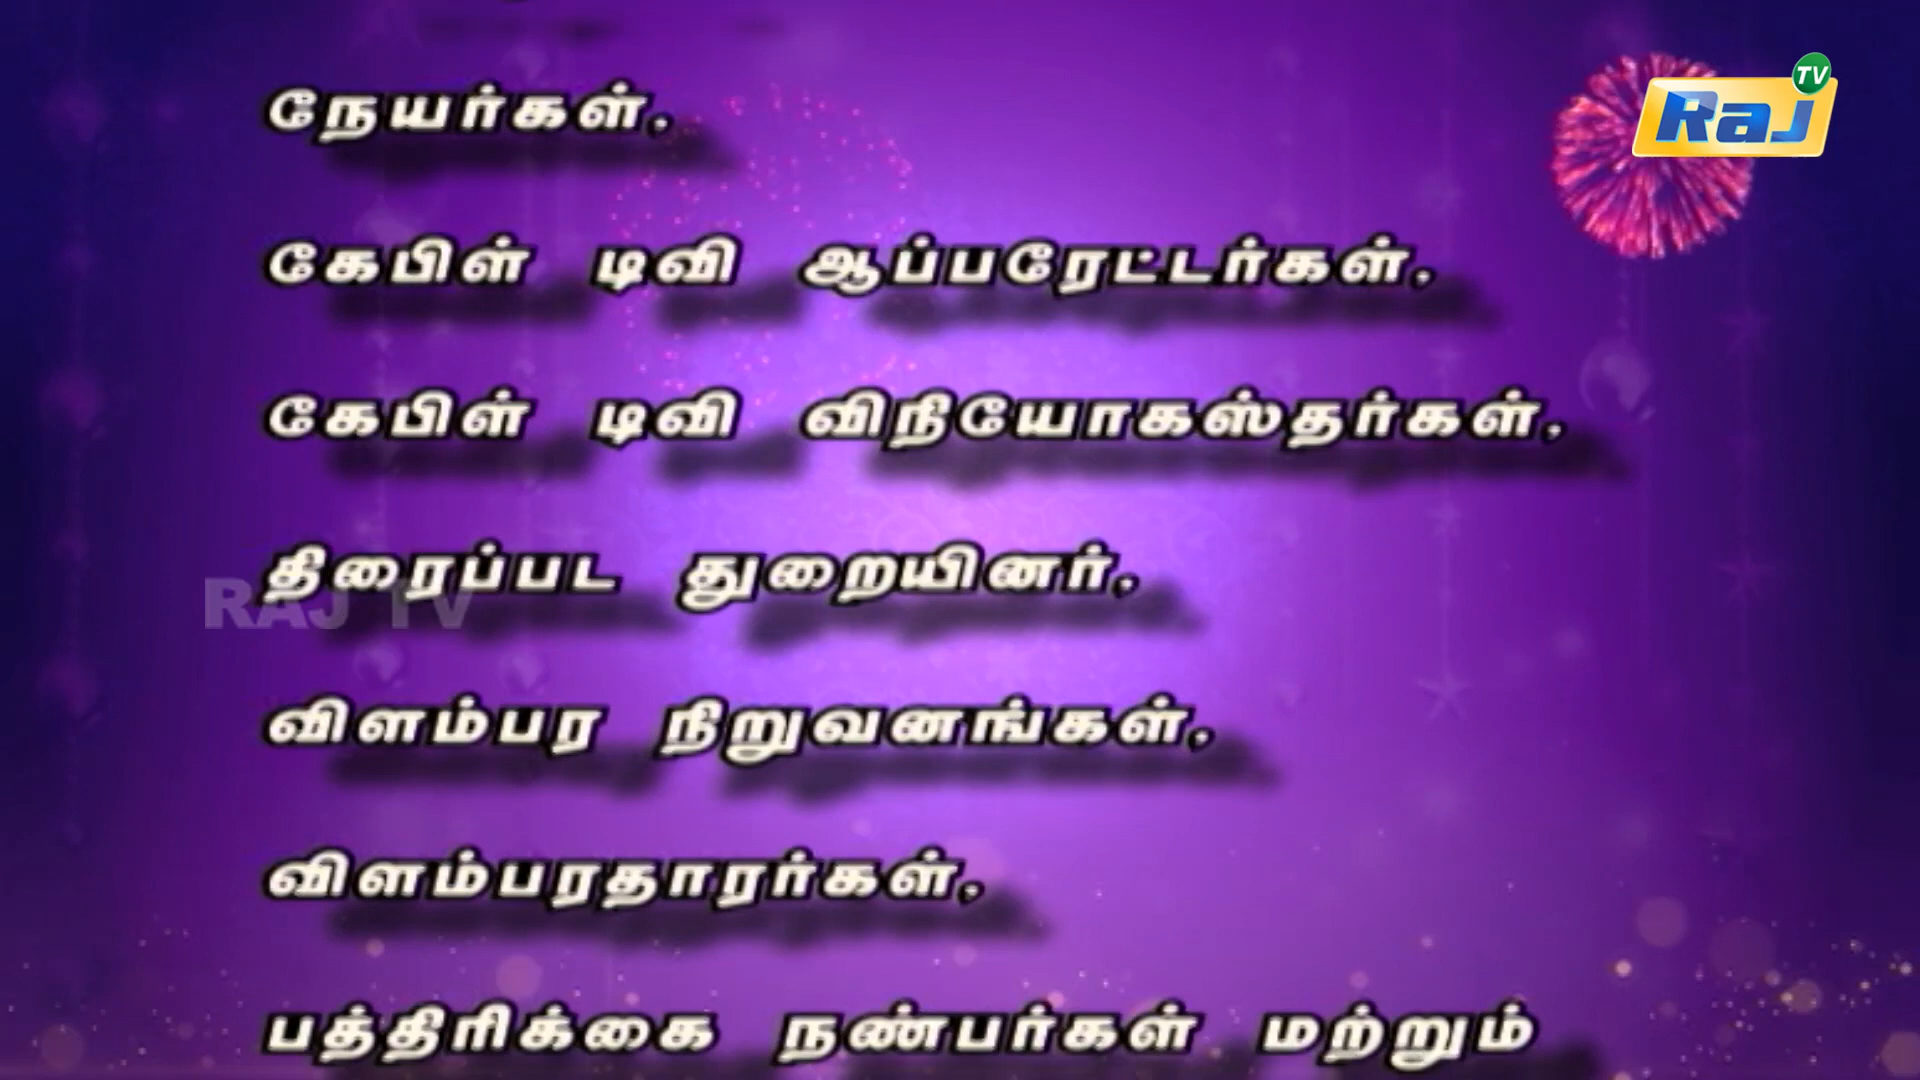 நேயர்கள்.
TV
Raj
கேபிள் டிவி ஆப்பரேட்டர்கள்.
கேபிள் டிவி விநியோகஸ்தர்கள்.
திரைப்பட துறையினர்.
RAJ TV
விளம்பர நிறுவனங்கள்.
விளம்பரதாரர்கள்.
பத்திரிக்கை நண்பர்கள் மற்றும்